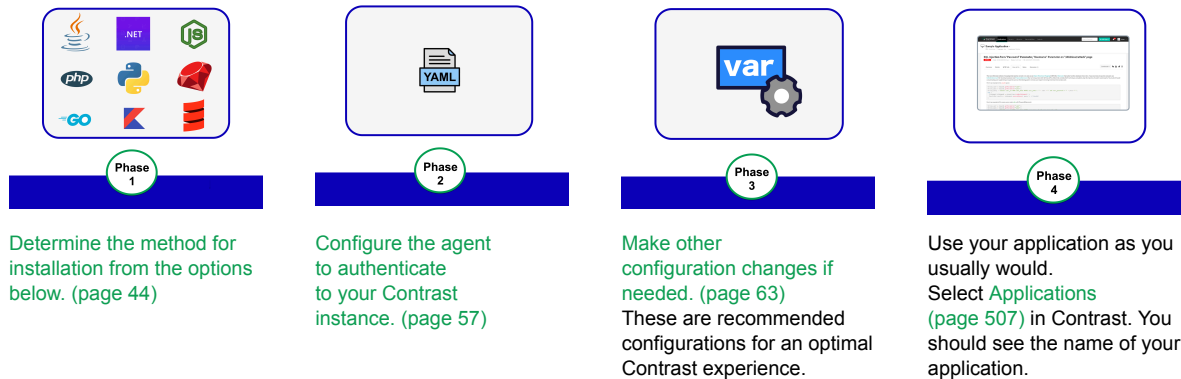 .NET
JS
php
GO
YAML
var
Phase
1
Phase
2
Phase
3
Phase
4
Determine the method for
installation from the options
below. (page 44)
Configure the agent
to authenticate
to your Contrast
instance. (page 57)
Make other
configuration changes if
needed. (page 63)
These are recommended
configurations for an optimal
Contrast experience.
Use your application as you
usually would.
Select Applications
(page 507) in Contrast. You
should see the name of your
application.